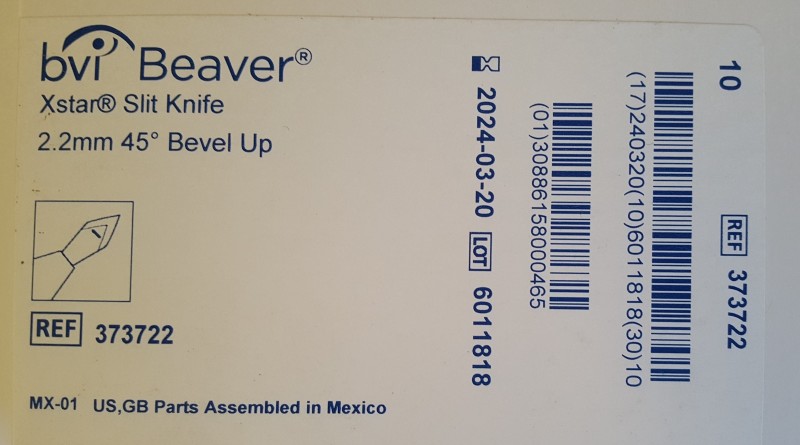 bvi Beaver®
Xstar® Slit Knife
2.2mm 45° Bevel Up
REF 373722
MX-01 US,GB Parts Assembled in Mexico
2024-03-20 LOT 6011818
(01)30886158000465
(17)240320(10)6011818(30)10
10
REF 373722